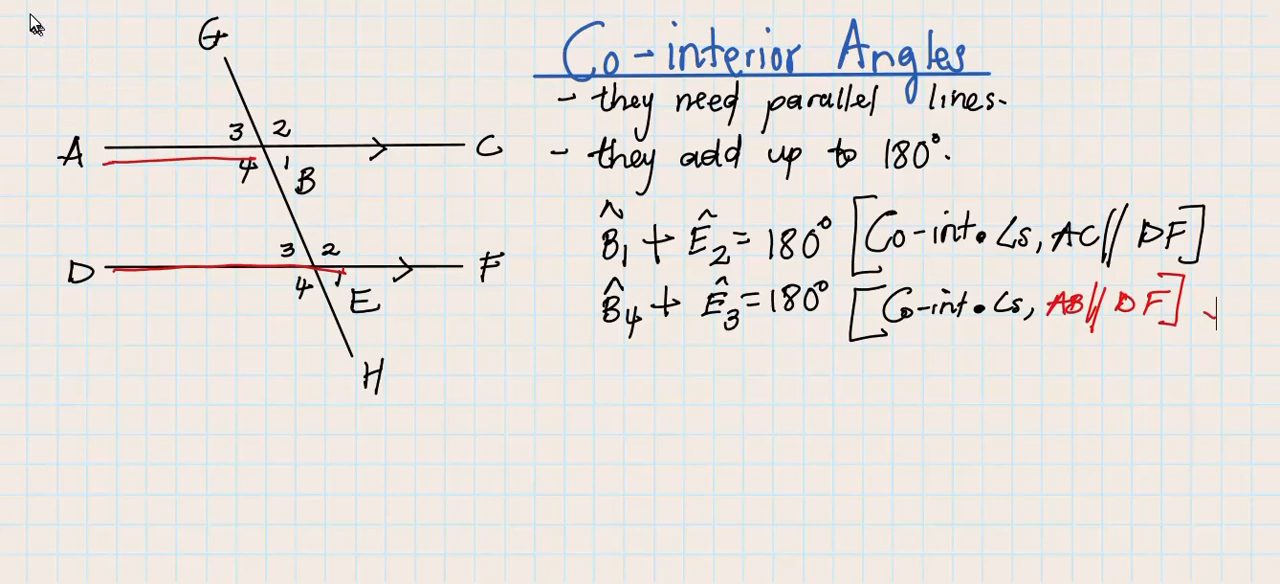 Co-interior Angles
- they need parallel lines.
- they add up to 180°.
B̂₁ + Ê₂ = 180° [Co-int. ∠s, AC // DF]
B̂₄ + Ê₃ = 180° [Co-int. ∠s, AB // DF]
G
3 2
A C
4 1
B
3 2
D F
4 1
E
H